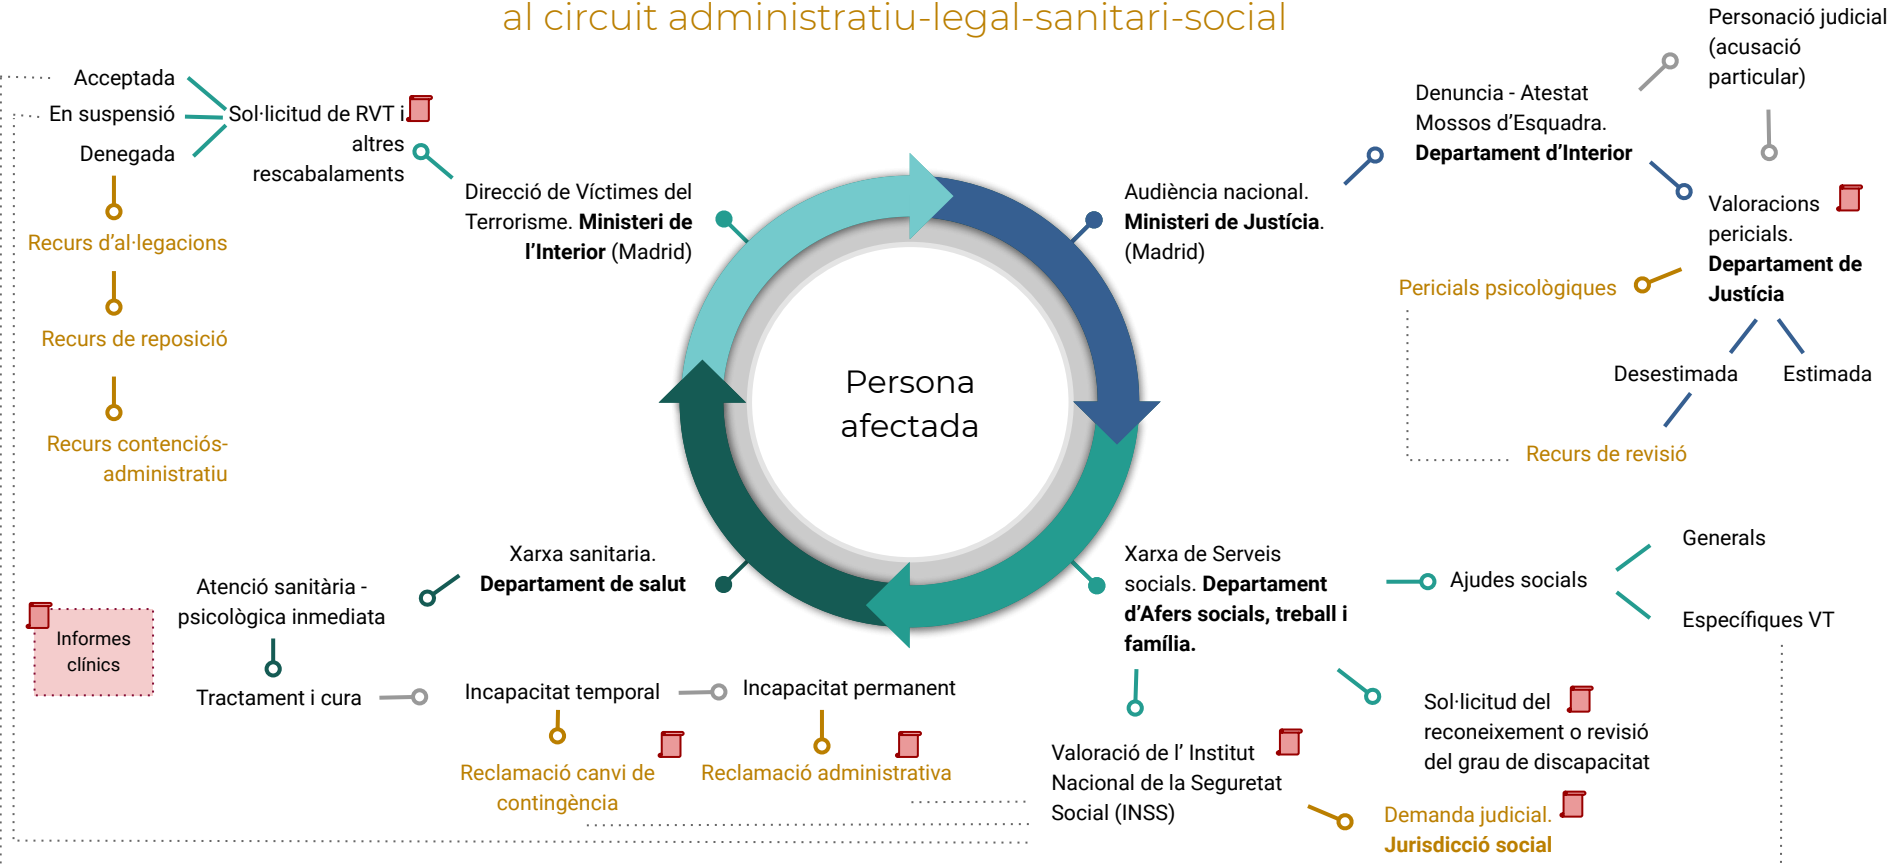 al circuit administratiu-legal-sanitari-social
Acceptada
En suspensió
Denegada
Sol·licitud de RVT i
altres
rescabalaments
Recurs d’al·legacions
Recurs de reposició
Recurs contenciós-
administratiu
Direcció de Víctimes del
Terrorisme. Ministeri de
l’Interior (Madrid)
Persona
afectada
Audiència nacional.
Ministeri de Justícia.
(Madrid)
Denuncia - Atestat
Mossos d’Esquadra.
Departament d’Interior
Personació judicial
(acusació
particular)
Valoracions
pericials.
Departament de
Justícia
Pericials psicològiques
Desestimada
Estimada
Recurs de revisió
Xarxa sanitaria.
Departament de salut
Atenció sanitària -
psicològica inmediata
Informes
clínics
Tractament i cura
Incapacitat temporal
Incapacitat permanent
Reclamació canvi de
contingència
Reclamació administrativa
Xarxa de Serveis
socials. Departament
d’Afers socials, treball i
família.
Ajudes socials
Generals
Específiques VT
Sol·licitud del
reconeixement o revisió
del grau de discapacitat
Valoració de l’ Institut
Nacional de la Seguretat
Social (INSS)
Demanda judicial.
Jurisdicció social